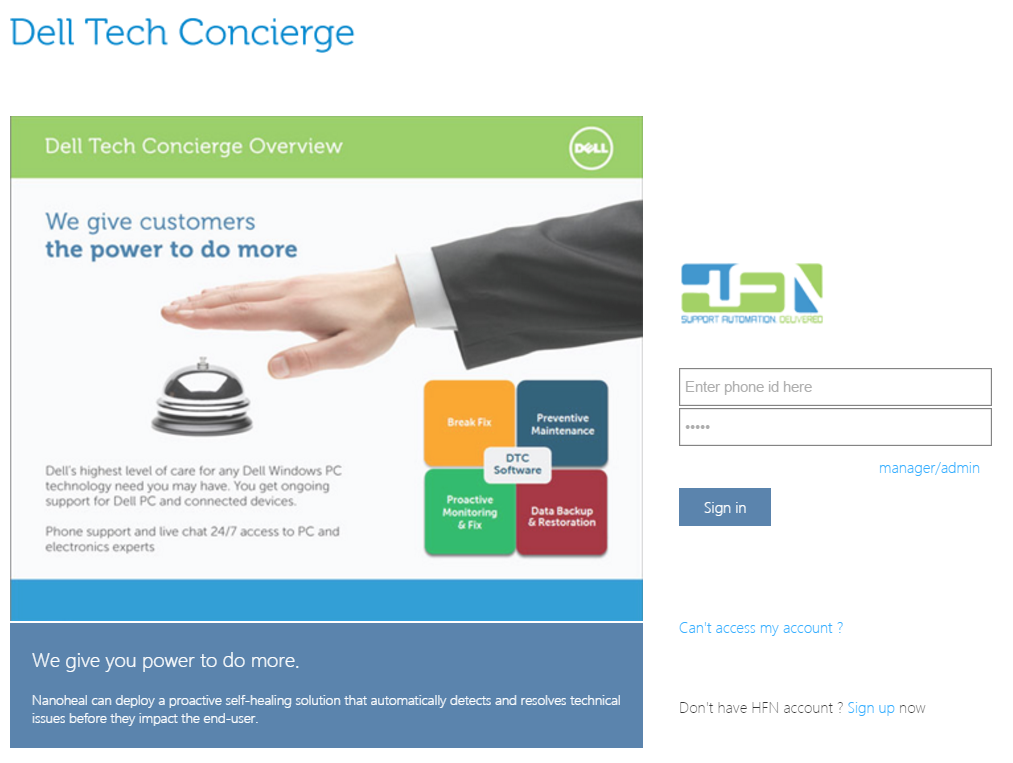 Dell Tech Concierge
Dell Tech Concierge Overview
DELL
We give customers
the power to do more
Break Fix
Preventive
Maintenance
DTC
Software
Proactive
Monitoring
& Fix
Data Backup
& Restoration
Dell's highest level of care for any Dell Windows PC
technology need you may have. You get ongoing
support for Dell PC and connected devices.
Phone support and live chat 24/7 access to PC and
electronics experts
We give you power to do more.
Nanoheal can deploy a proactive self-healing solution that automatically detects and resolves technical
issues before they impact the end-user.
HFN
SUPPORT AUTOMATION DELIVERED
Enter phone id here
•••••
manager/admin
Sign in
Can't access my account ?
Don't have HFN account ? Sign up now